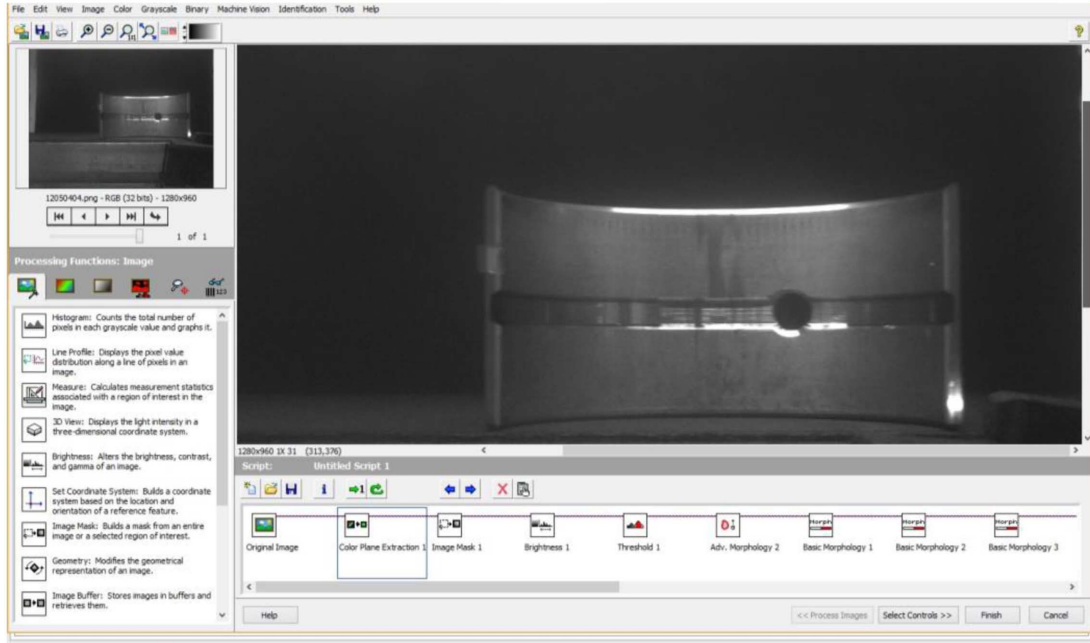 File Edit View Image Color Grayscale Binary Machine Vision Identification Tools Help
12050404.png - RGB (32 bits) - 1280x960
1 of 1
Processing Functions: Image
Histogram: Counts the total number of
pixels in each grayscale value and graphs it.
Line Profile: Displays the pixel value
distribution along a line of pixels in an
image.
Measure: Calculates measurement statistics
associated with a region of interest in the
image.
3D View: Displays the light intensity in a
three-dimensional coordinate system.
Brightness: Alters the brightness, contrast,
and gamma of an image.
Set Coordinate System: Builds a coordinate
system based on the location and
orientation of a reference feature.
Image Mask: Builds a mask from an entire
image or a selected region of interest.
Geometry: Modifies the geometrical
representation of an image.
Image Buffer: Stores images in buffers and
retrieves them.
1280x960 1X 31 (313,376)
Script: Untitled Script 1
Original Image
Color Plane Extraction 1
Image Mask 1
Brightness 1
Threshold 1
Adv. Morphology 2
Morph
Basic Morphology 1
Morph
Basic Morphology 2
Morph
Basic Morphology 3
Help
<< Process Images
Select Controls >>
Finish
Cancel